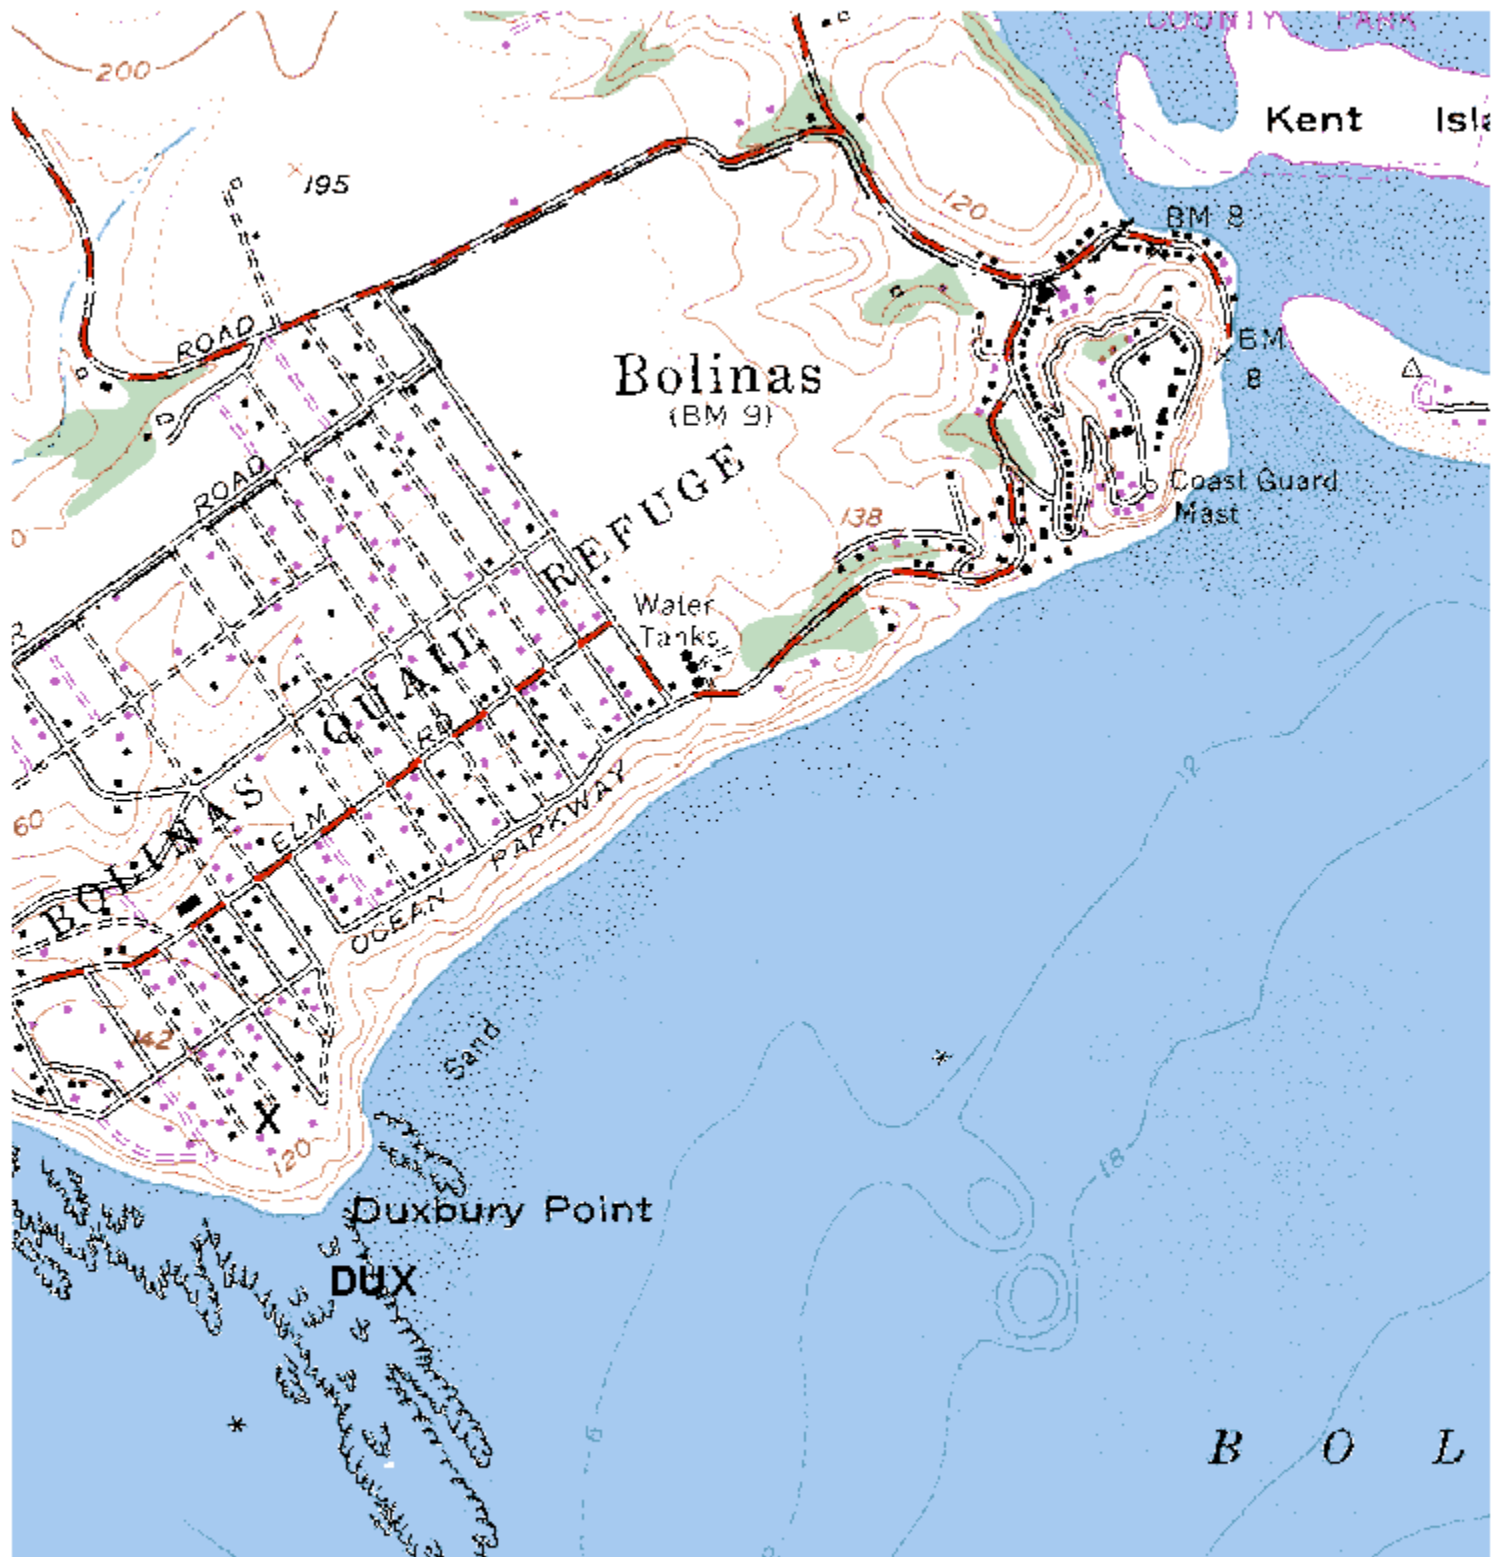 COUNTY PARK
200
Kent Isla
195
120
BM 8
ROAD
BM
8
Bolinas
(BM 9)
ROAD
Coast Guard
Mast
138
Water
Tanks
BOLINAS QUAIL REFUGE
ELM RD
OCEAN PARKWAY
12
60
142
Sand
X
120
18
Duxbury Point
DUX
6
B O L